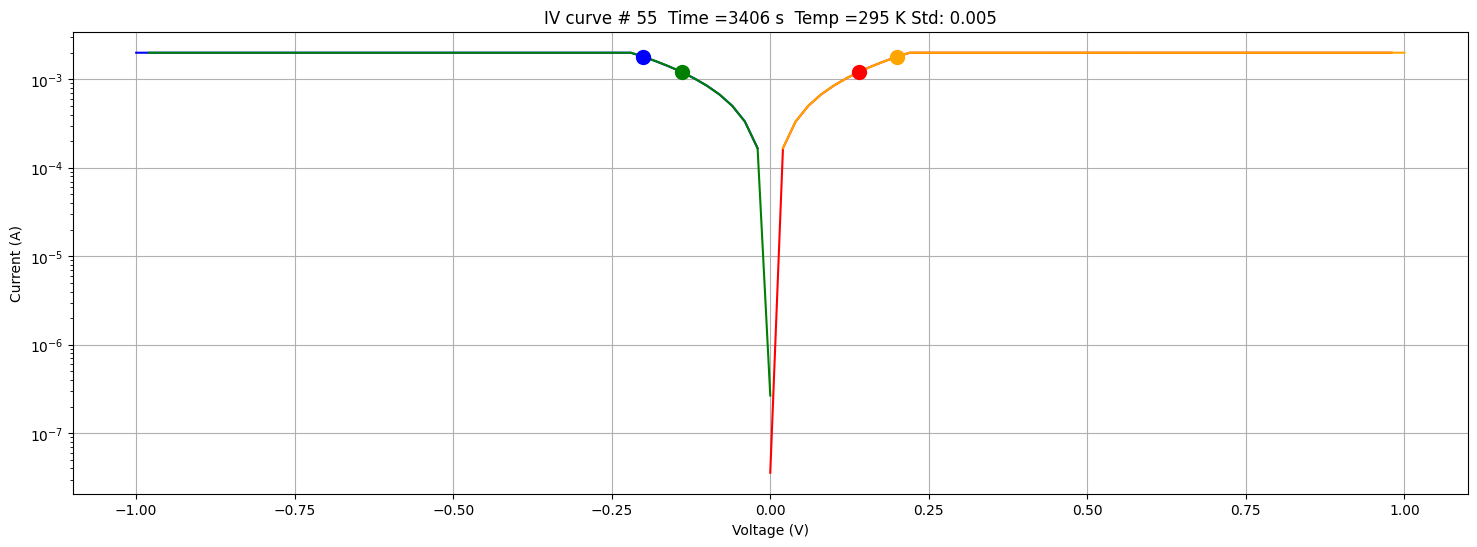 IV curve # 55  Time =3406 s  Temp =295 K Std: 0.005
Current (A)
10⁻³
10⁻⁴
10⁻⁵
10⁻⁶
10⁻⁷
−1.00 −0.75 −0.50 −0.25 0.00 0.25 0.50 0.75 1.00
Voltage (V)